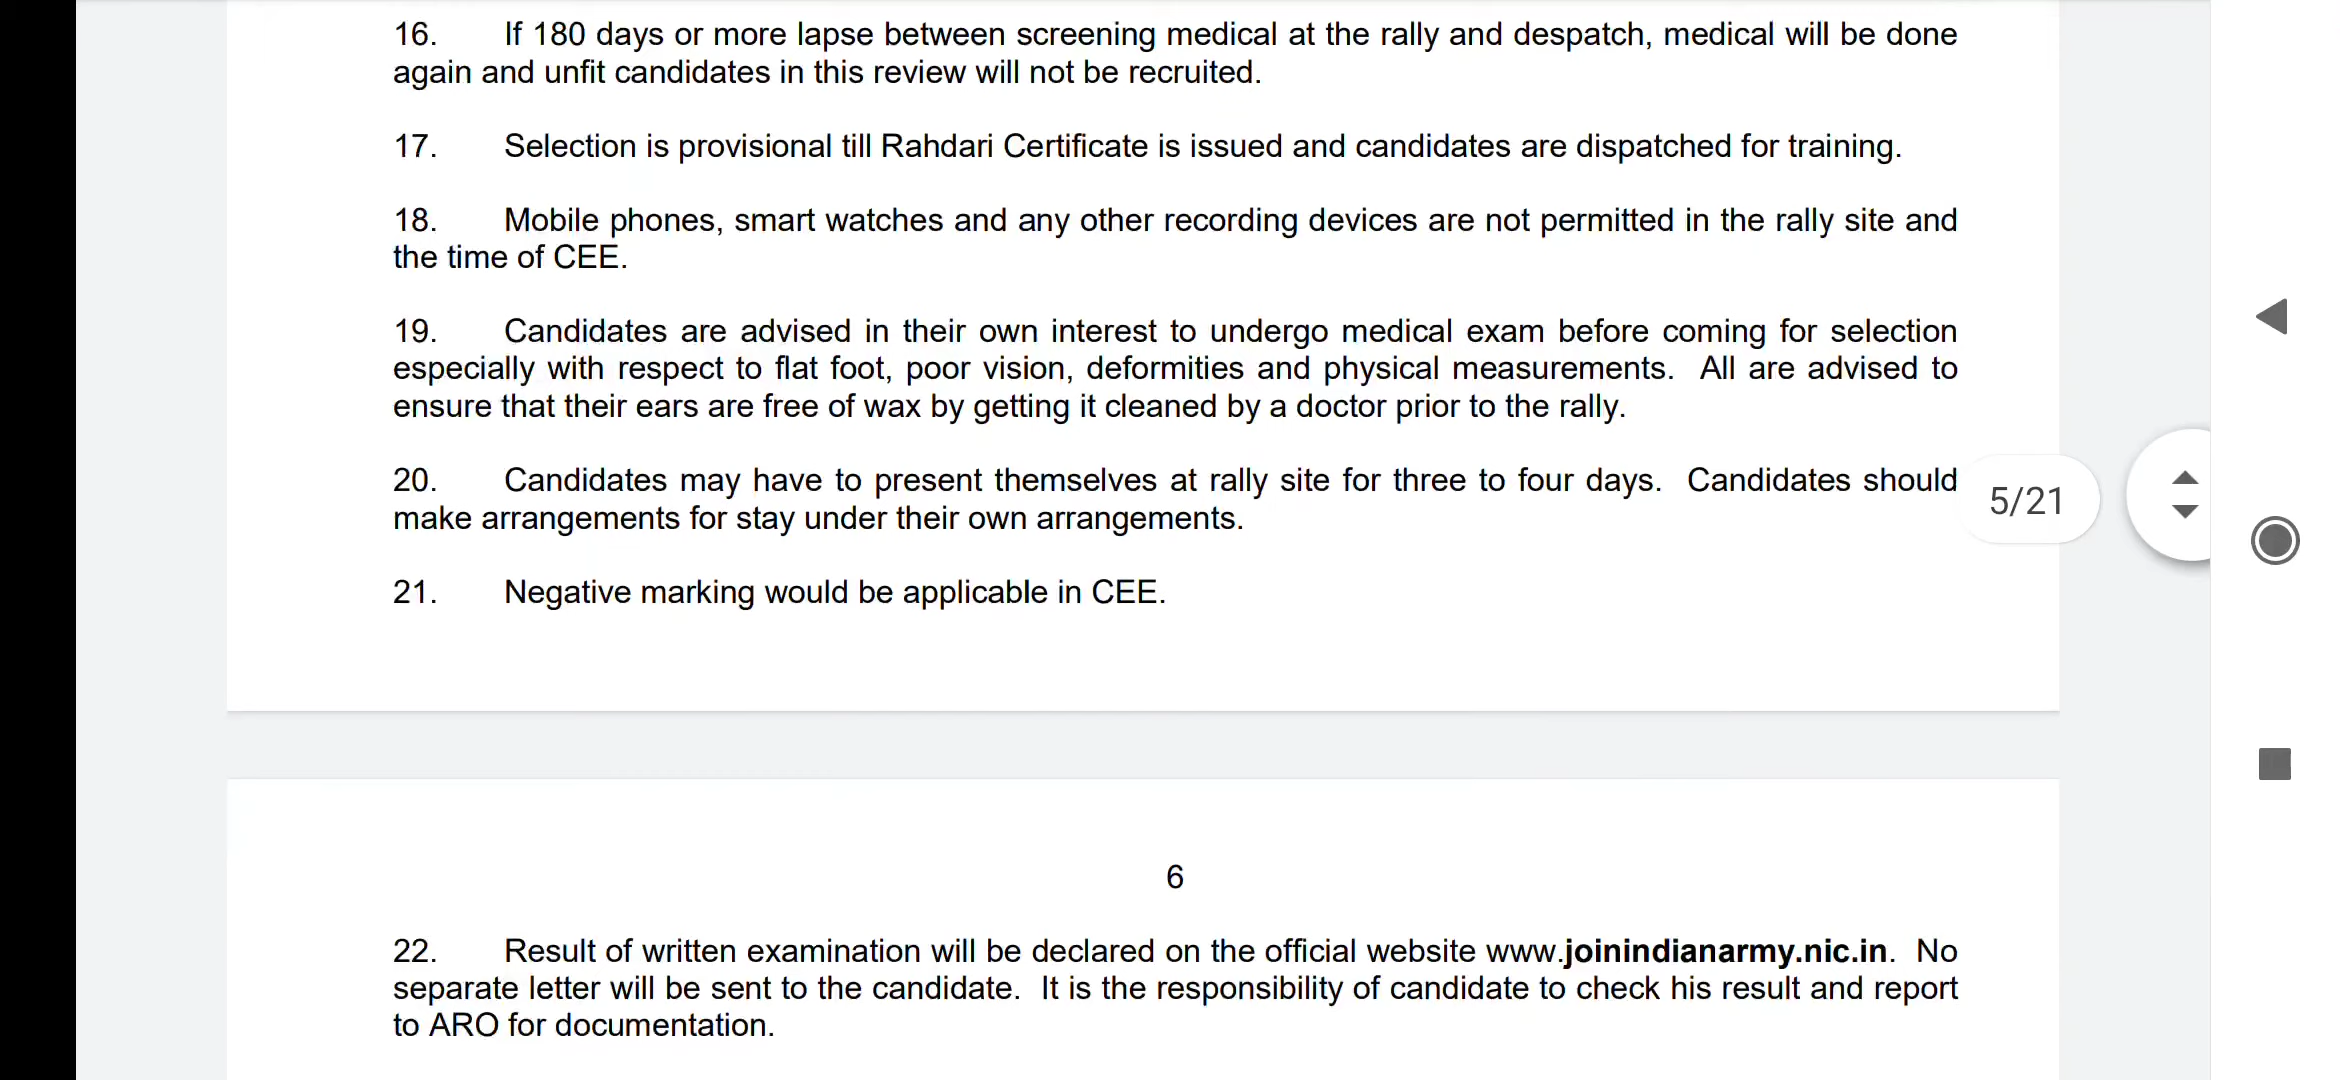 16. If 180 days or more lapse between screening medical at the rally and despatch, medical will be done
again and unfit candidates in this review will not be recruited.
17. Selection is provisional till Rahdari Certificate is issued and candidates are dispatched for training.
18. Mobile phones, smart watches and any other recording devices are not permitted in the rally site and
the time of CEE.
19. Candidates are advised in their own interest to undergo medical exam before coming for selection
especially with respect to flat foot, poor vision, deformities and physical measurements. All are advised to
ensure that their ears are free of wax by getting it cleaned by a doctor prior to the rally.
20. Candidates may have to present themselves at rally site for three to four days. Candidates should
make arrangements for stay under their own arrangements.
5/21
21. Negative marking would be applicable in CEE.
6
22. Result of written examination will be declared on the official website www.joinindianarmy.nic.in. No
separate letter will be sent to the candidate. It is the responsibility of candidate to check his result and report
to ARO for documentation.